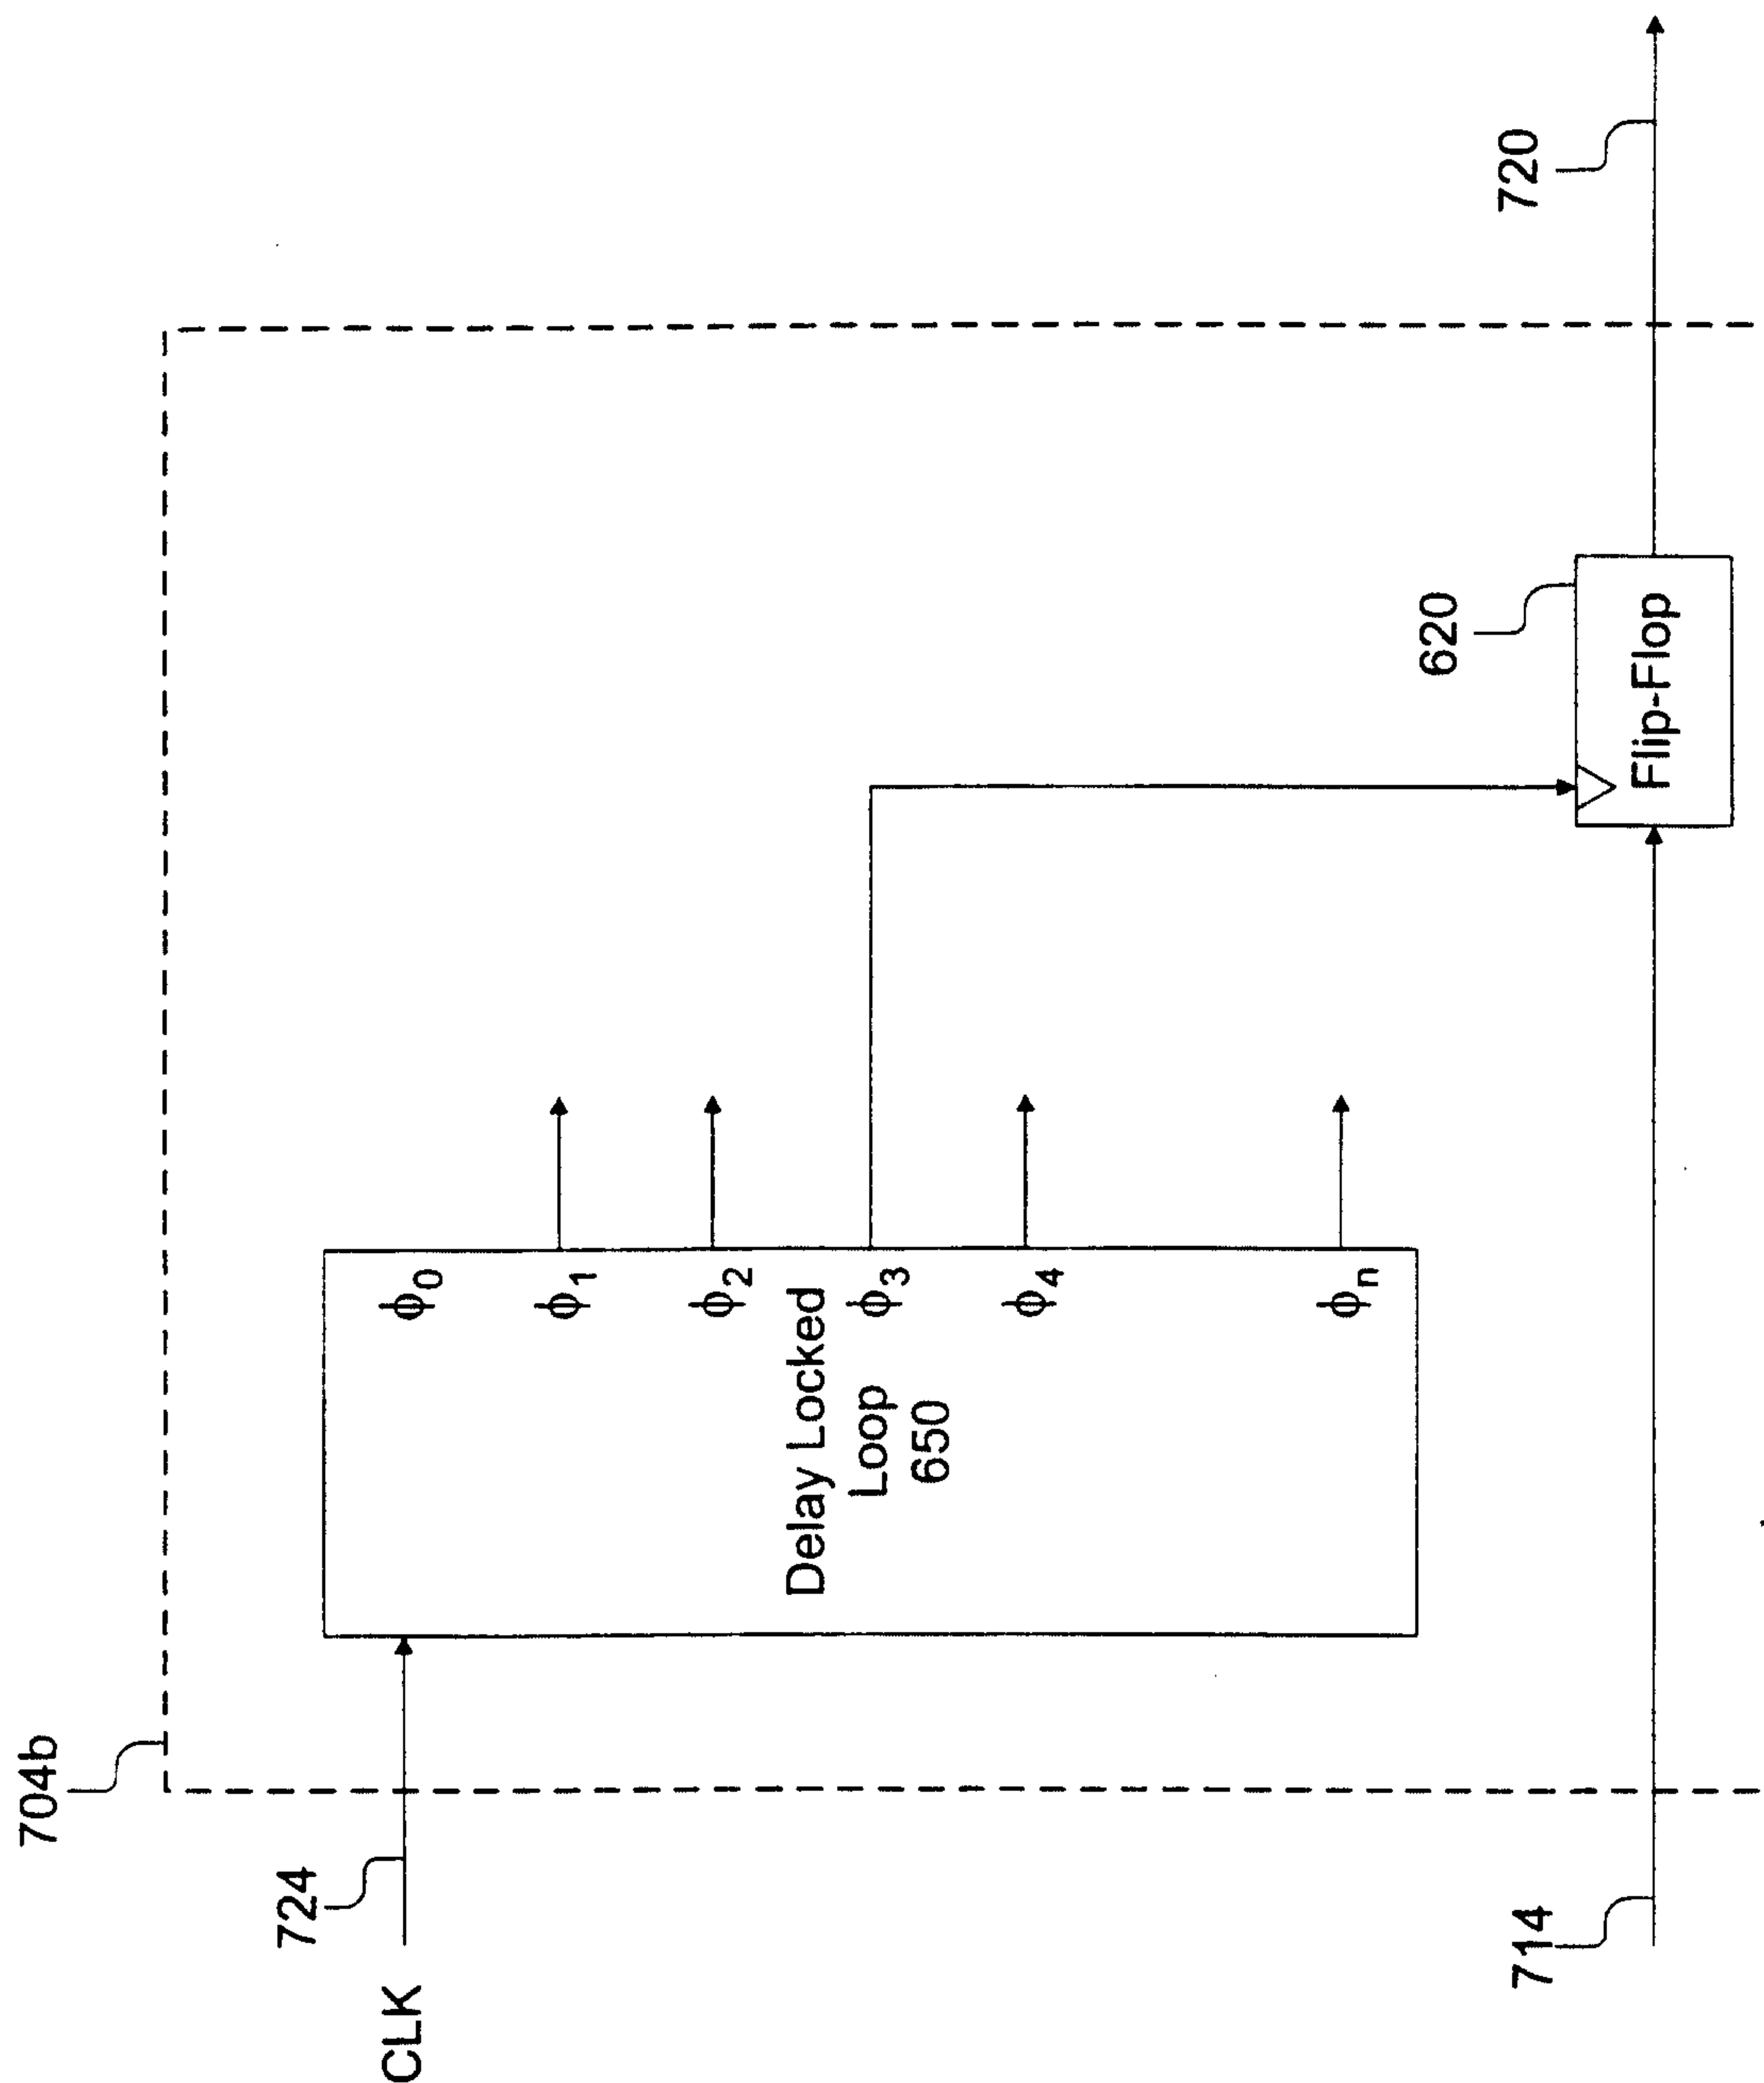 704b
724
CLK
ϕ0
ϕ1
ϕ2
ϕ3
ϕ4
ϕn
Delay Locked
Loop
650
620
Flip-Flop
714
720